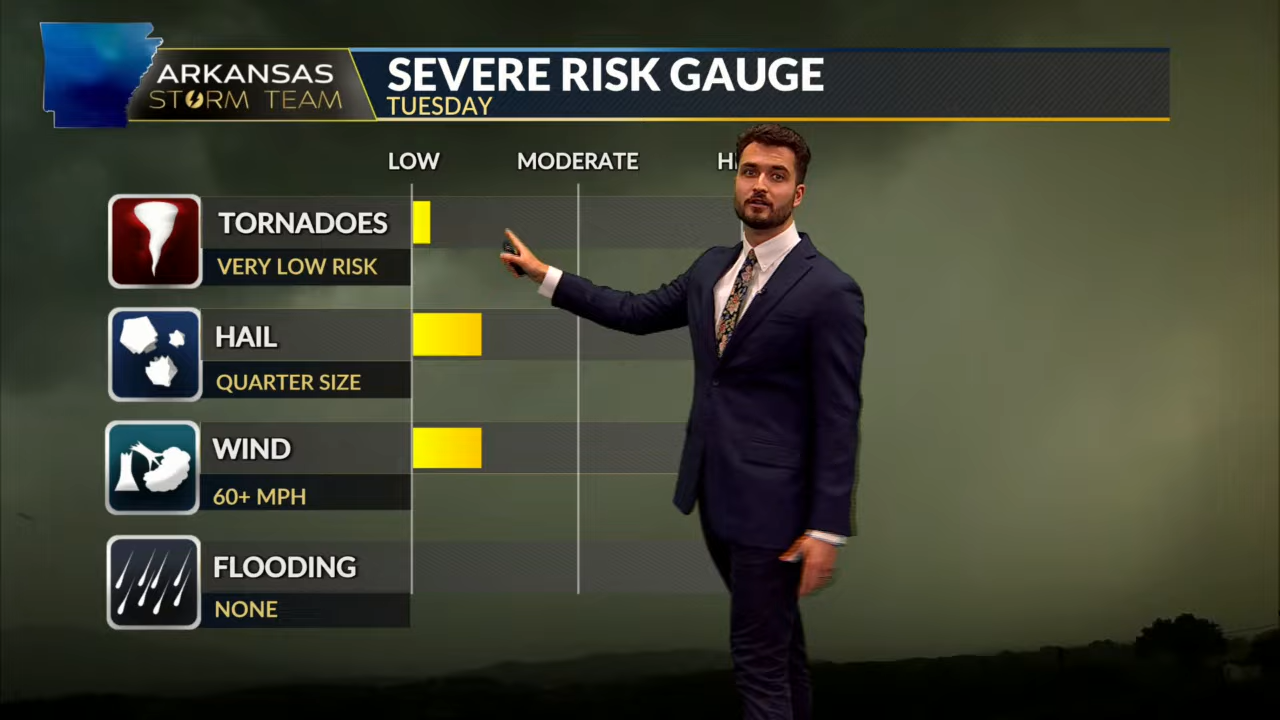 ARKANSAS
STORM TEAM
SEVERE RISK GAUGE
TUESDAY
LOW MODERATE
TORNADOES
VERY LOW RISK
HAIL
QUARTER SIZE
WIND
60+ MPH
FLOODING
NONE